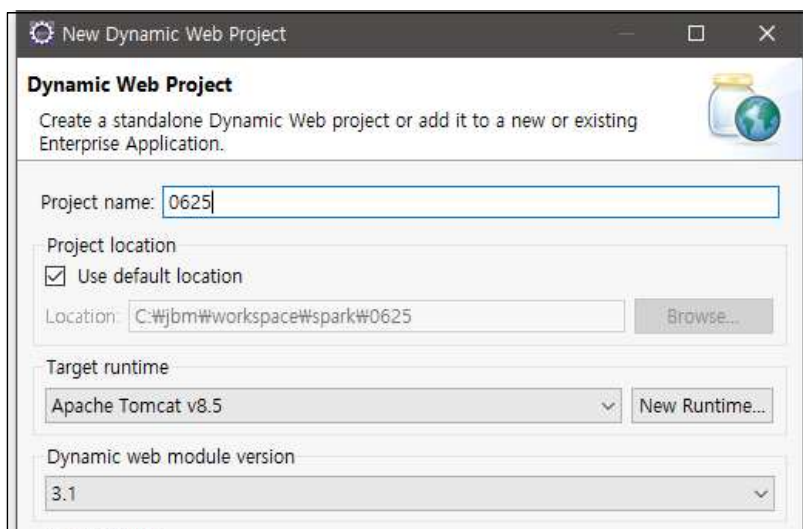 New Dynamic Web Project
Dynamic Web Project
Create a standalone Dynamic Web project or add it to a new or existing
Enterprise Application.
Project name: 0625
Project location
Use default location
Location: C:₩jbm₩workspace₩spark₩0625 Browse...
Target runtime
Apache Tomcat v8.5 New Runtime...
Dynamic web module version
3.1